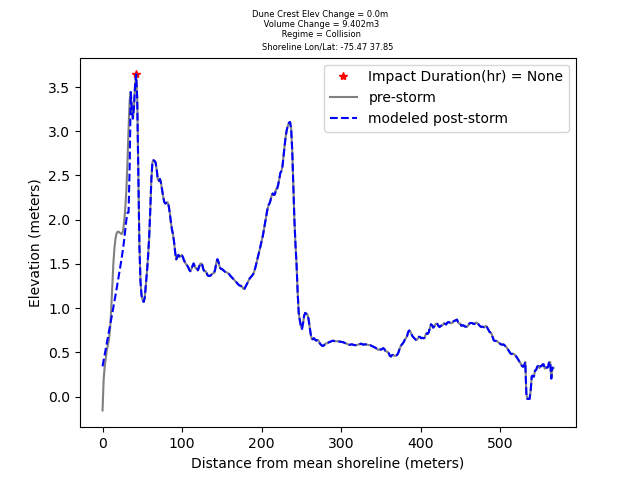 Dune Crest Elev Change = 0.0m
Volume Change = 9.402m3
Regime = Collision
Shoreline Lon/Lat: -75.47 37.85
Impact Duration(hr) = None
pre-storm
modeled post-storm
Elevation (meters)
3.5
3.0
2.5
2.0
1.5
1.0
0.5
0.0
0 100 200 300 400 500
Distance from mean shoreline (meters)